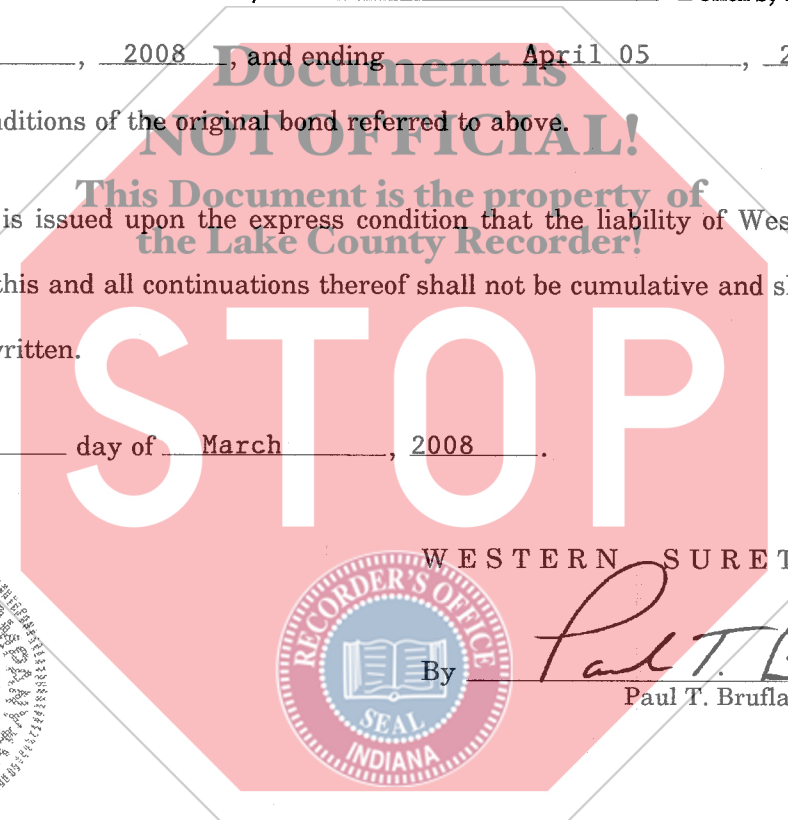 , 2008 , and ending April 05 , 2
Document is
nditions of the original bond referred to above.
NOT OFFICIAL!
This Document is the property of
is issued upon the express condition that the liability of Wes
the Lake County Recorder!
this and all continuations thereof shall not be cumulative and s
written.
STOP
day of March , 2008 .
WESTERN SURET
RECORDER'S OFFICE
SEAL
INDIANA
By Paul T. B
Paul T. Brufla